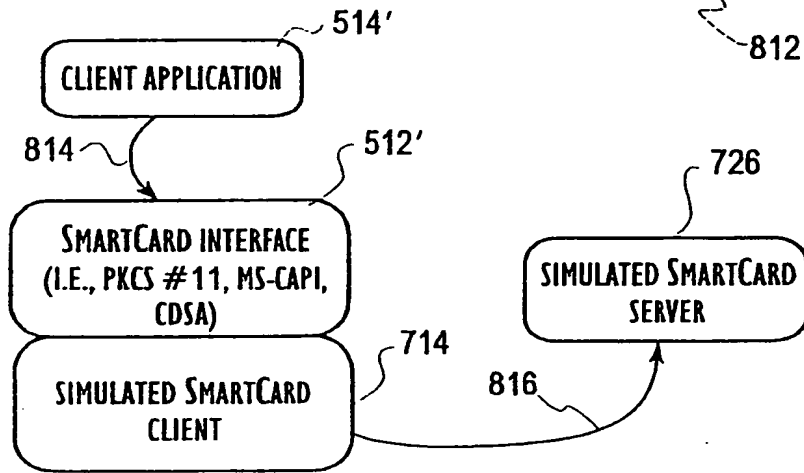 514'
812
CLIENT APPLICATION
814
512'
726
SMARTCARD INTERFACE
(I.E., PKCS #11, MS-CAPI,
CDSA)
SIMULATED SMARTCARD
SERVER
714
SIMULATED SMARTCARD
CLIENT
816